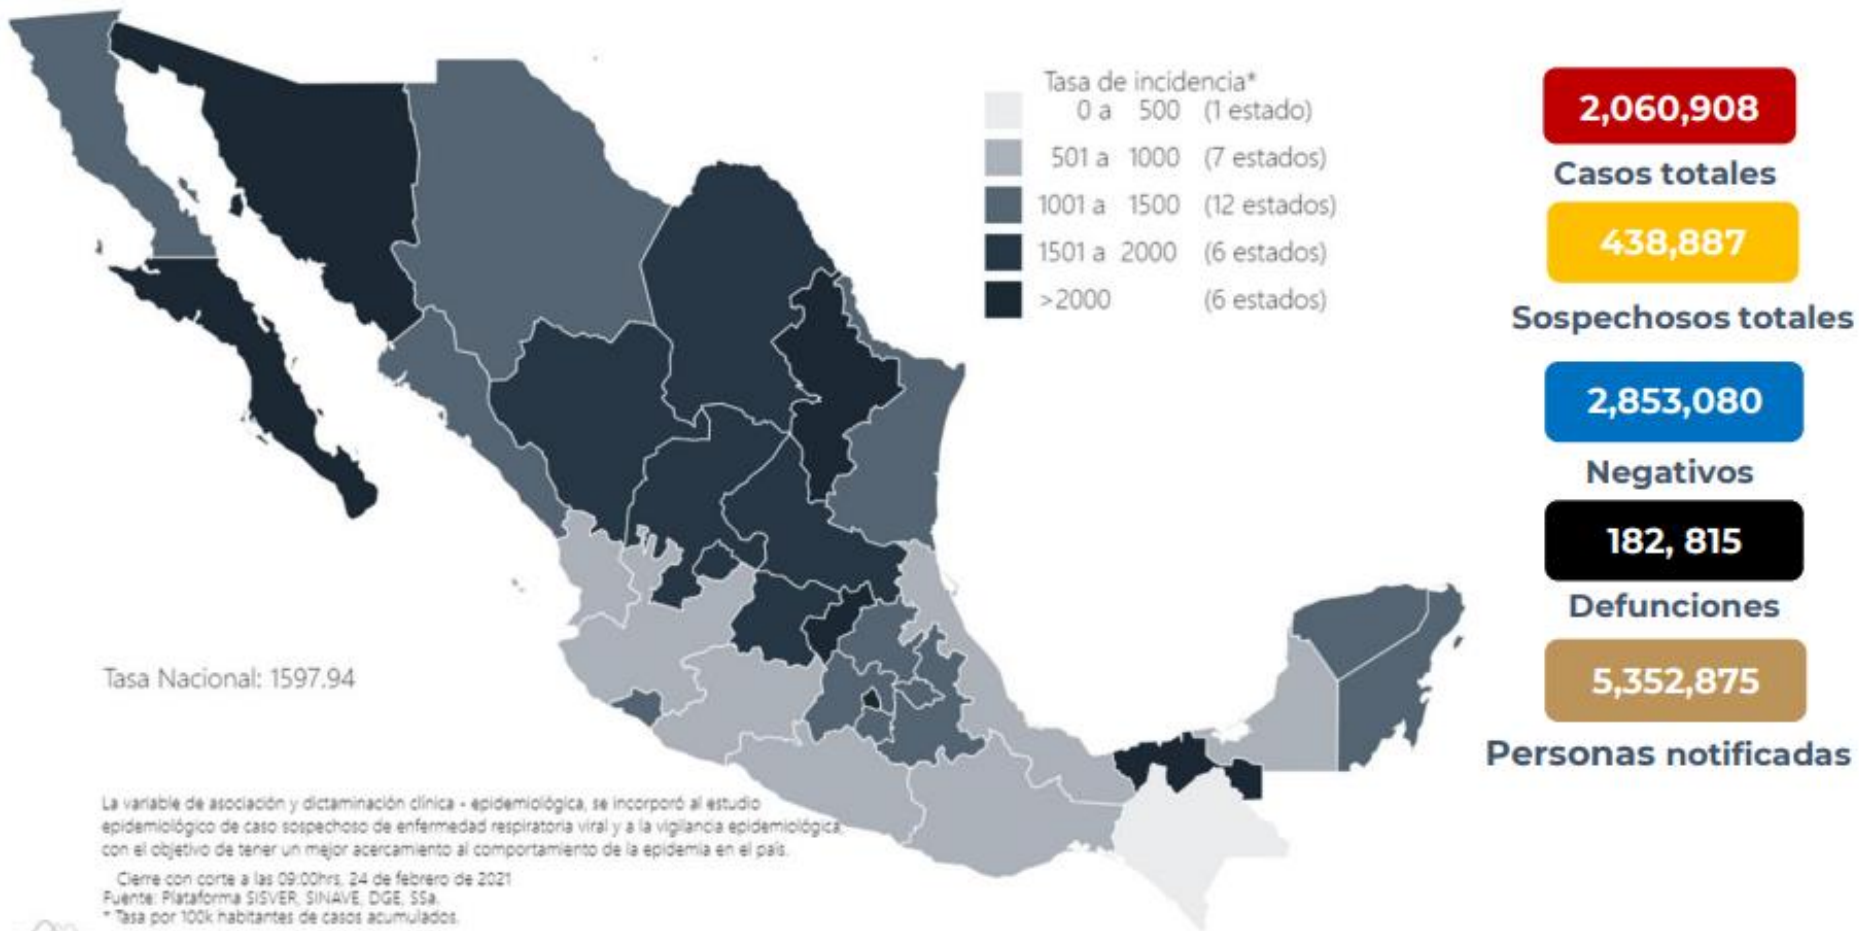 Tasa de incidencia*
0 a 500 (1 estado)
501 a 1000 (7 estados)
1001 a 1500 (12 estados)
1501 a 2000 (6 estados)
>2000 (6 estados)
2,060,908
Casos totales
438,887
Sospechosos totales
2,853,080
Negativos
182, 815
Defunciones
5,352,875
Personas notificadas
Tasa Nacional: 1597.94
La variable de asociación y dictaminación clínica - epidemiológica, se incorporó al estudio
epidemiológico de caso sospechoso de enfermedad respiratoria viral y a la vigilancia epidemiológica,
con el objetivo de tener un mejor acercamiento al comportamiento de la epidemia en el país.
Cierre con corte a las 09:00hrs, 24 de febrero de 2021
Fuente: Plataforma SISVER, SINAVE, DGE, SSa.
* Tasa por 100k habitantes de casos acumulados.